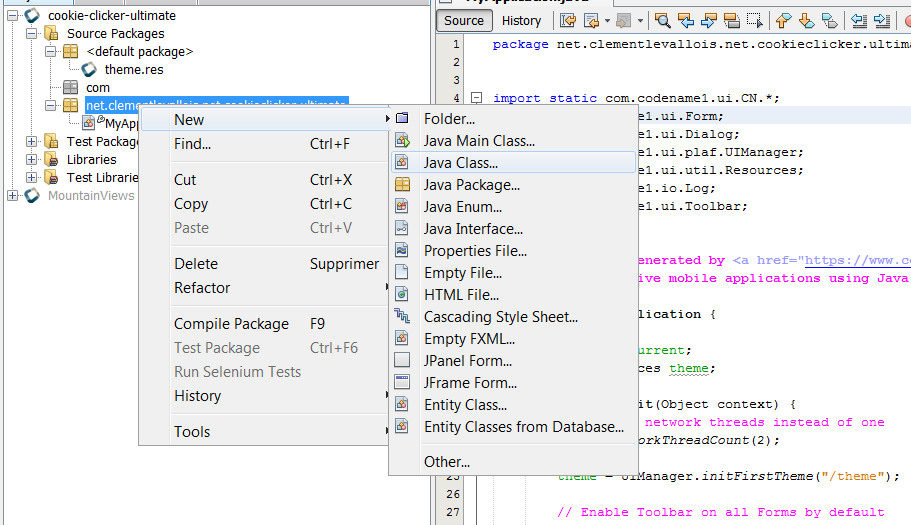 cookie-clicker-ultimate
Source Packages
<default package>
theme.res
com
net.clementlevallois.net.cookieclicker.ultimate
MyApp
Test Package
Libraries
Test Librarie
MountainViews
New
Find... Ctrl+F
Cut Ctrl+X
Copy Ctrl+C
Paste Ctrl+V
Delete Supprimer
Refactor
Compile Package F9
Test Package Ctrl+F6
Run Selenium Tests
History
Tools
Folder...
Java Main Class...
Java Class...
Java Package...
Java Enum...
Java Interface...
Properties File...
Empty File...
HTML File...
Cascading Style Sheet...
Empty FXML...
JPanel Form...
JFrame Form...
Entity Class...
Entity Classes from Database...
Other...
Source History
1 package net.clementlevallois.net.cookieclicker.ultima
2
3
4 import static com.codename1.ui.CN.*;
e1.ui.Form;
e1.ui.Dialog;
e1.ui.plaf.UIManager;
e1.ui.util.Resources;
e1.io.Log;
e1.ui.Toolbar;
enerated by <a href="https://www.co
ive mobile applications using Java
lication {
urrent;
ces theme;
it(Object context) {
network threads instead of one
orkThreadCount(2);
25 theme = UIManager.initFirstTheme("/theme");
26
27 // Enable Toolbar on all Forms by default